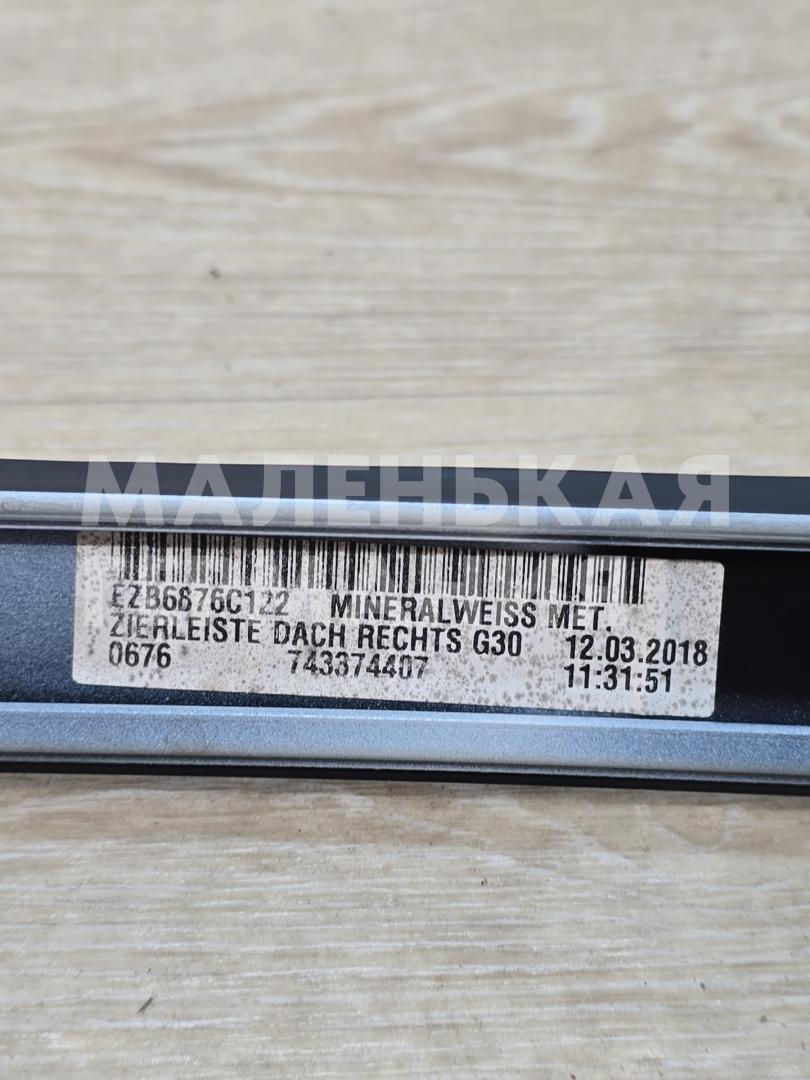 МАЛЕНЬКАЯ
EZB6876C122 MINERALWEISS MET.
ZIERLEISTE DACH RECHTS G30 12.03.2018
0676 743374407 11:31:51